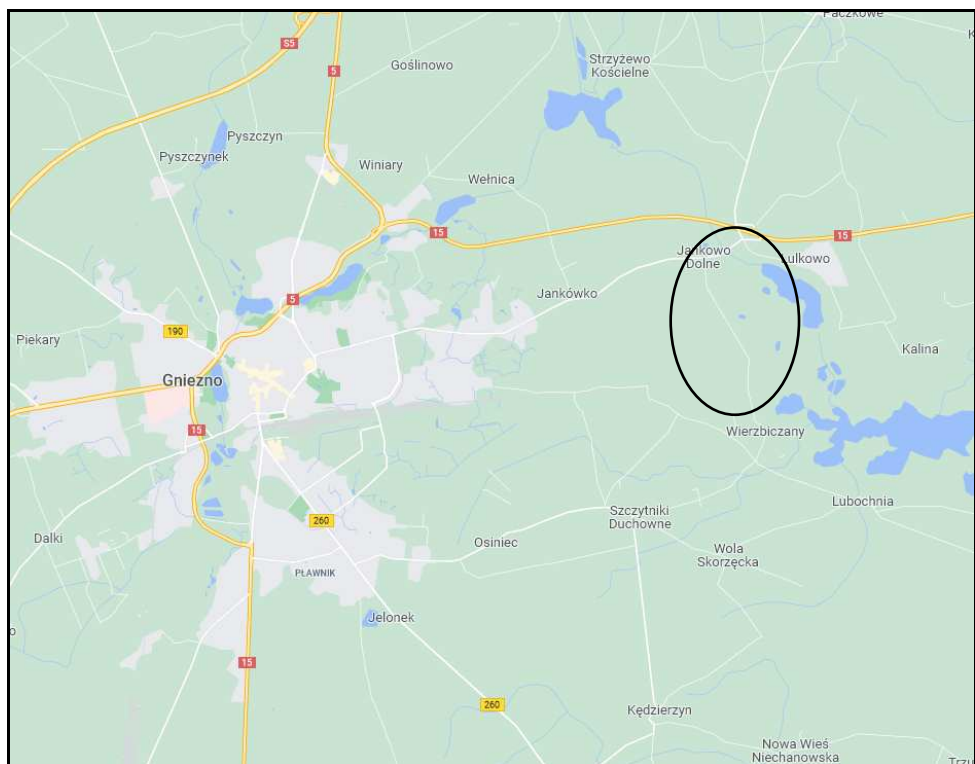 Paczkowe
K
S5
Strzyżewo
Kościelne
Goślinowo
5
Pyszczyn
Pyszczynek
Winiary
Wełnica
15
15
Jankowo
Dolne
Lulkowo
Jankówko
5
190
Piekary
Kalina
Gniezno
15
Wierzbiczany
Lubochnia
Szczytniki
Duchowne
260
Dalki
Osiniec
Wola
Skorzęcka
PŁAWNIK
Jelonek
o
15
260
Kędzierzyn
Nowa Wieś
Niechanowska
Trzu